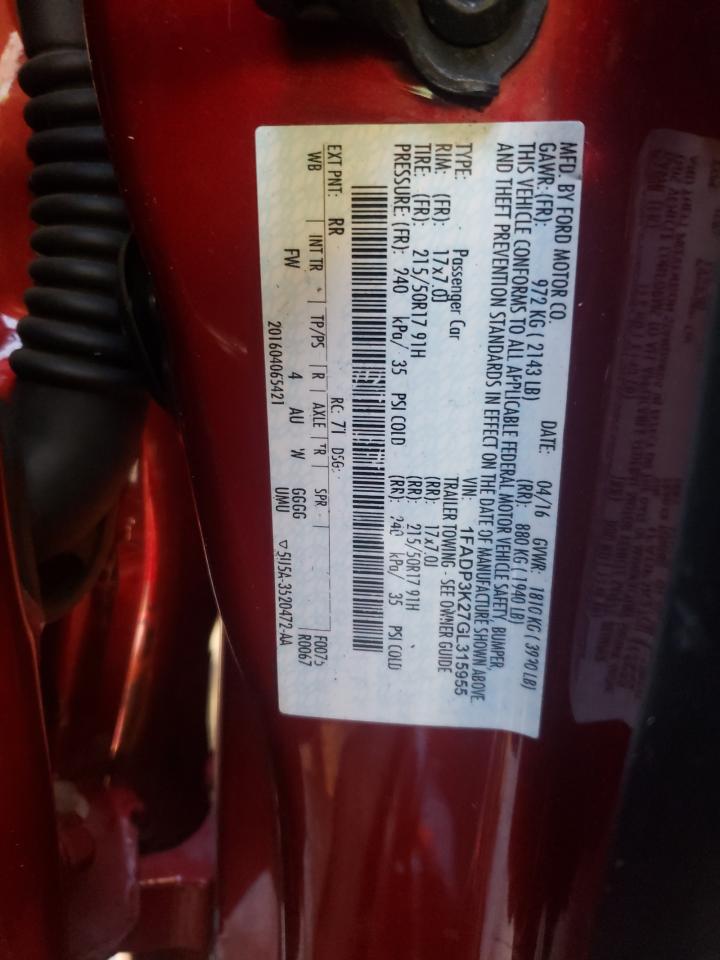 MFD. BY FORD MOTOR CO. DATE: 04/16 GVWR: 1810 KG ( 3990 LB)
GAWR: (FR): 972 KG ( 2143 LB) (RR): 880 KG ( 1940 LB)
THIS VEHICLE CONFORMS TO ALL APPLICABLE FEDERAL MOTOR VEHICLE SAFETY, BUMPER,
AND THEFT PREVENTION STANDARDS IN EFFECT ON THE DATE OF MANUFACTURE SHOWN ABOVE.
VIN: 1FADP3K27GL315955
TYPE: Passenger Car TRAILER TOWING - SEE OWNER GUIDE
RIM: (FR): 17x7.0J (RR): 17x7.0J
TIRE: (FR): 215/50R17 91H (RR): 215/50R17 91H
PRESSURE: (FR): 240 kPa/ 35 PSI COLD (RR): 240 kPa/ 35 PSI COLD
EXT PNT: RR RC: 71 DSG:
WB INT TR TP/PS R AXLE TR SPR F0075
FW 4 AU W GGGG R0067
UMU
201604065421 ▽5U5A-3520472-AA